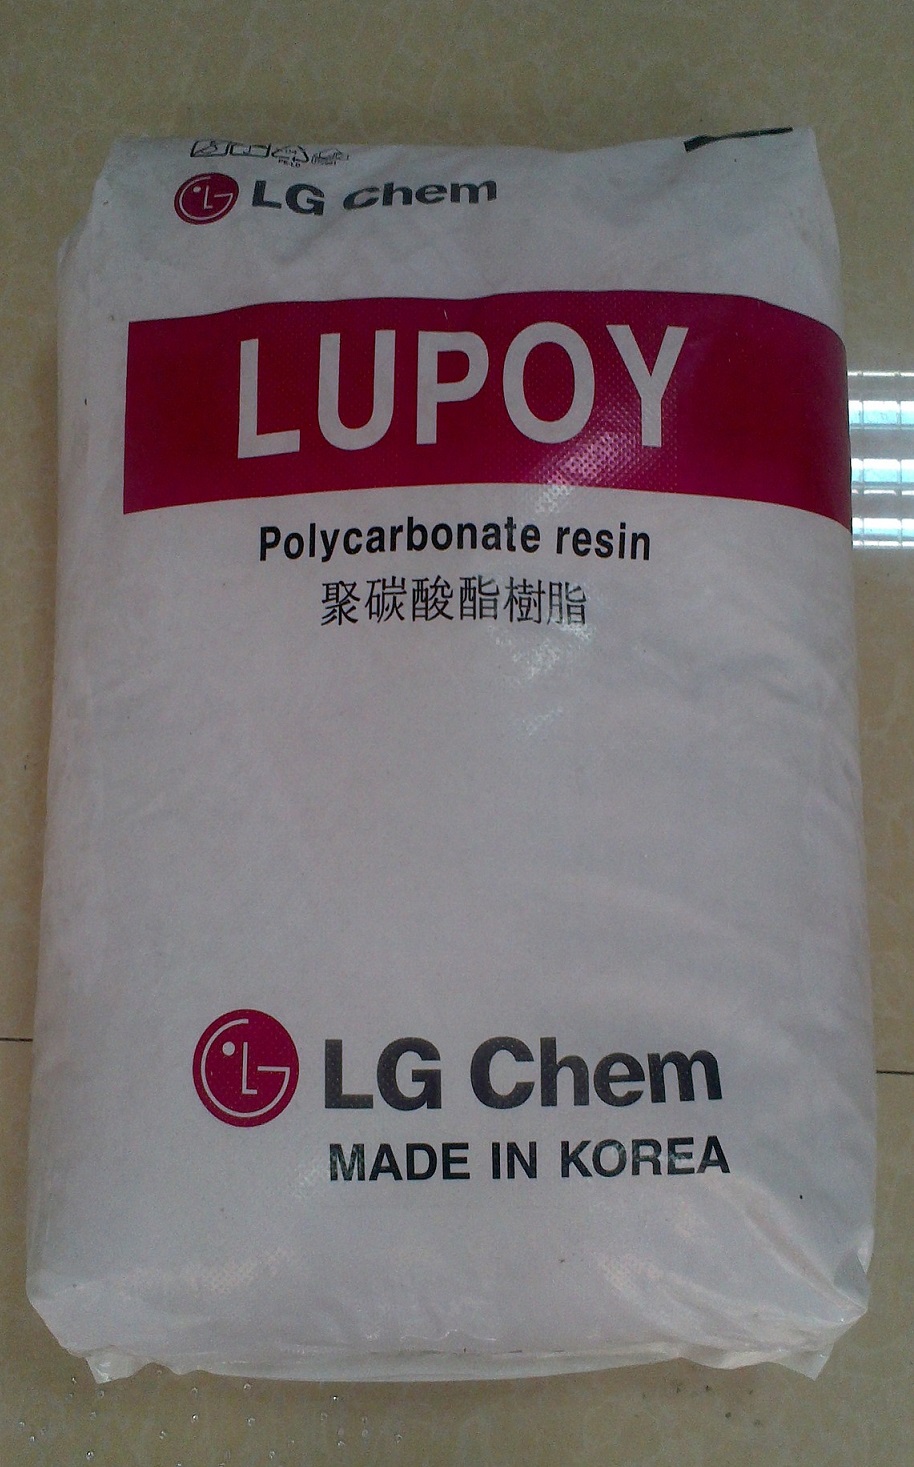 LG Chem
LUPOY
Polycarbonate resin
聚碳酸酯樹脂
LG Chem
MADE IN KOREA